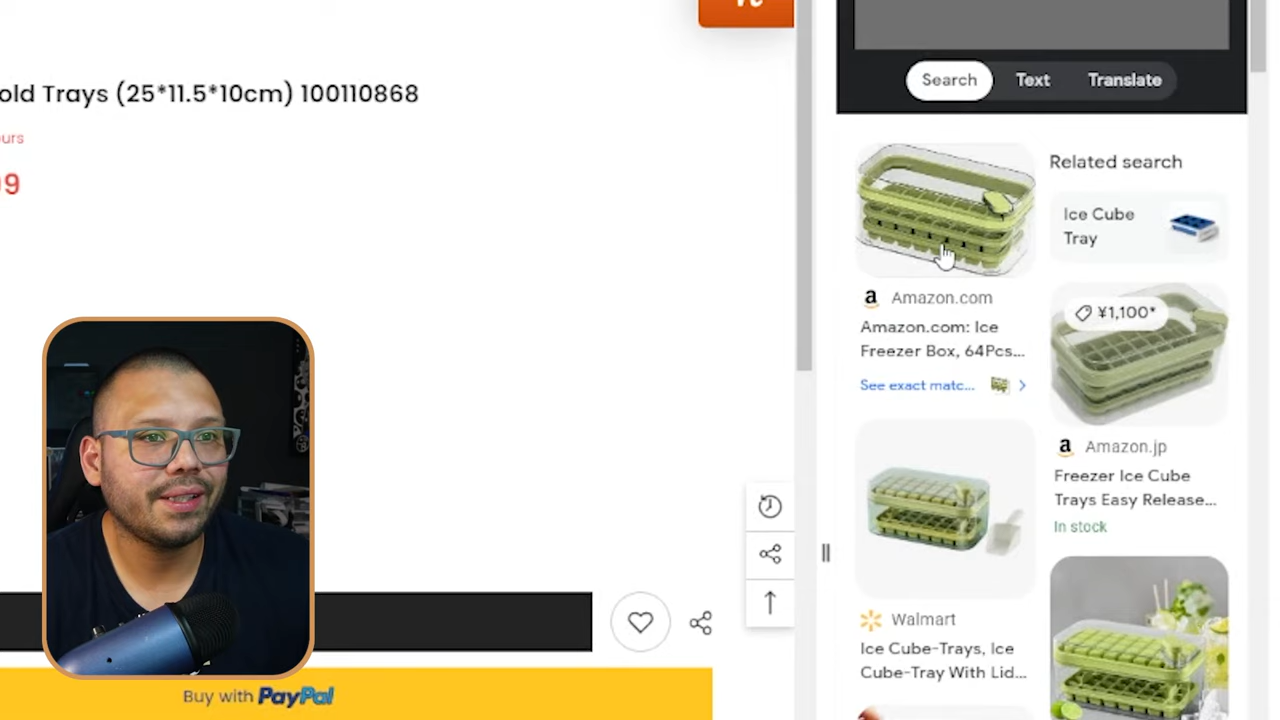 old Trays (25*11.5*10cm) 100110868
ours
99
Buy with PayPal
Search
Text
Translate
Amazon.com
Amazon.com: Ice
Freezer Box, 64Pcs...
See exact matc...
Walmart
Ice Cube-Trays, Ice
Cube-Tray With Lid...
Related search
Ice Cube
Tray
¥1,100*
Amazon.jp
Freezer Ice Cube
Trays Easy Release...
In stock